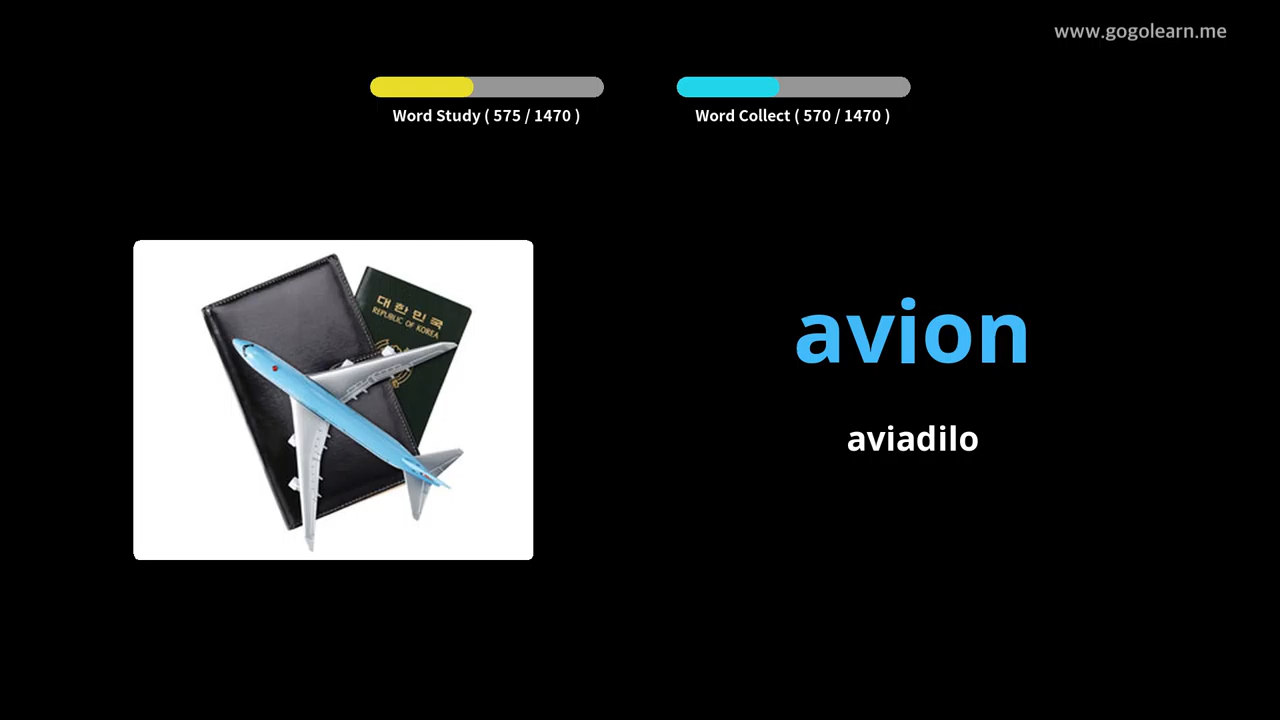 www.gogolearn.me
Word Study ( 575 / 1470 )
Word Collect ( 570 / 1470 )
대한민국
REPUBLIC OF KOREA
avion
aviadilo